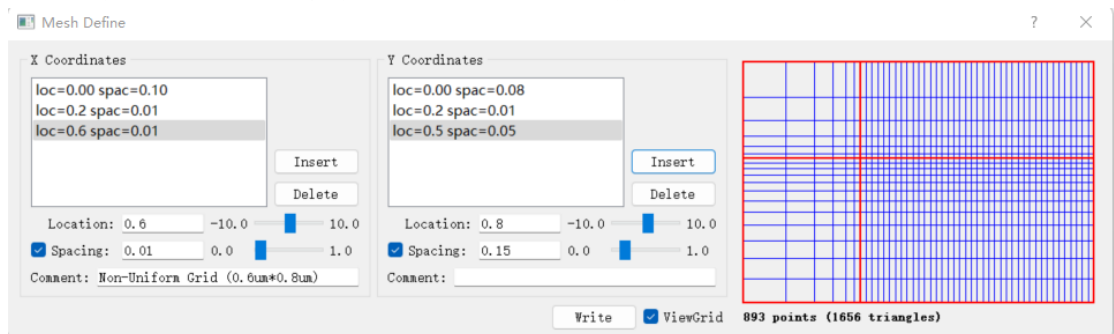 Mesh Define
?
X Coordinates
loc=0.00 spac=0.10
loc=0.2 spac=0.01
loc=0.6 spac=0.01
Insert
Delete
Location: 0.6 -10.0 10.0
Spacing: 0.01 0.0 1.0
Comment: Non-Uniform Grid (0.6um*0.8um)
Y Coordinates
loc=0.00 spac=0.08
loc=0.2 spac=0.01
loc=0.5 spac=0.05
Insert
Delete
Location: 0.8 -10.0 10.0
Spacing: 0.15 0.0 1.0
Comment:
Write ViewGrid 893 points (1656 triangles)